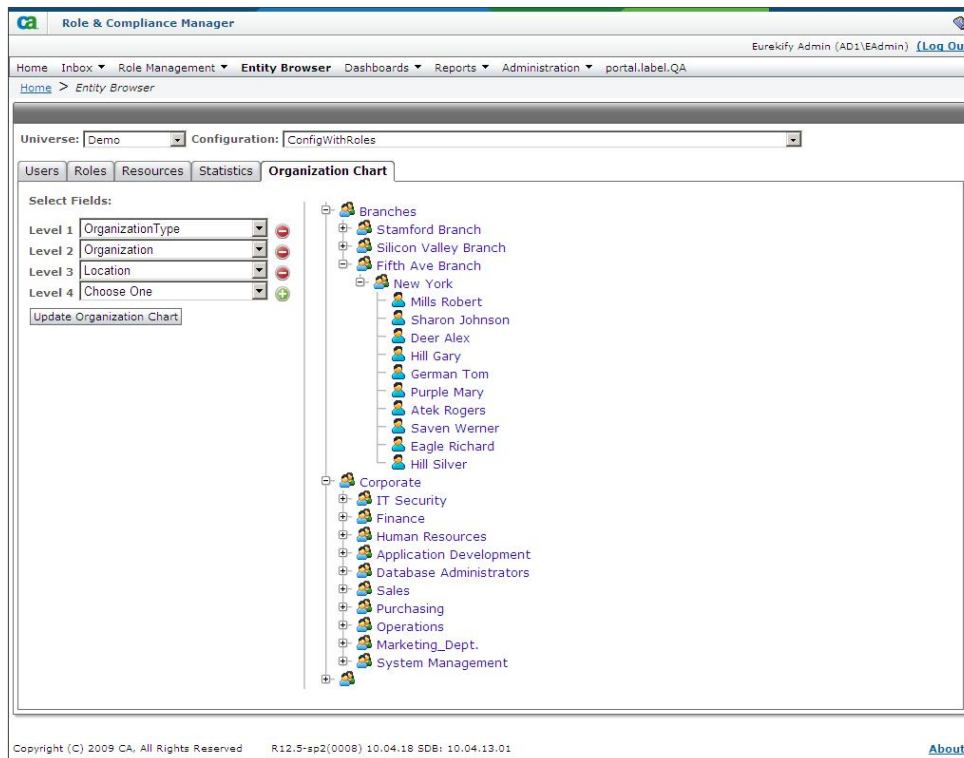 ca Role & Compliance Manager
Eurekify Admin (AD1\EAdmin) (Log Ou
Home Inbox Role Management Entity Browser Dashboards Reports Administration portal.label.QA
Home > Entity Browser
Universe: Demo Configuration: ConfigWithRoles
Users Roles Resources Statistics Organization Chart
Select Fields:
Level 1 OrganizationType
Level 2 Organization
Level 3 Location
Level 4 Choose One
Update Organization Chart
Branches
Stamford Branch
Silicon Valley Branch
Fifth Ave Branch
New York
Mills Robert
Sharon Johnson
Deer Alex
Hill Gary
German Tom
Purple Mary
Atek Rogers
Saven Werner
Eagle Richard
Hill Silver
Corporate
IT Security
Finance
Human Resources
Application Development
Database Administrators
Sales
Purchasing
Operations
Marketing_Dept.
System Management
Copyright (C) 2009 CA, All Rights Reserved R12.5-sp2(0008) 10.04.18 SDB: 10.04.13.01
About